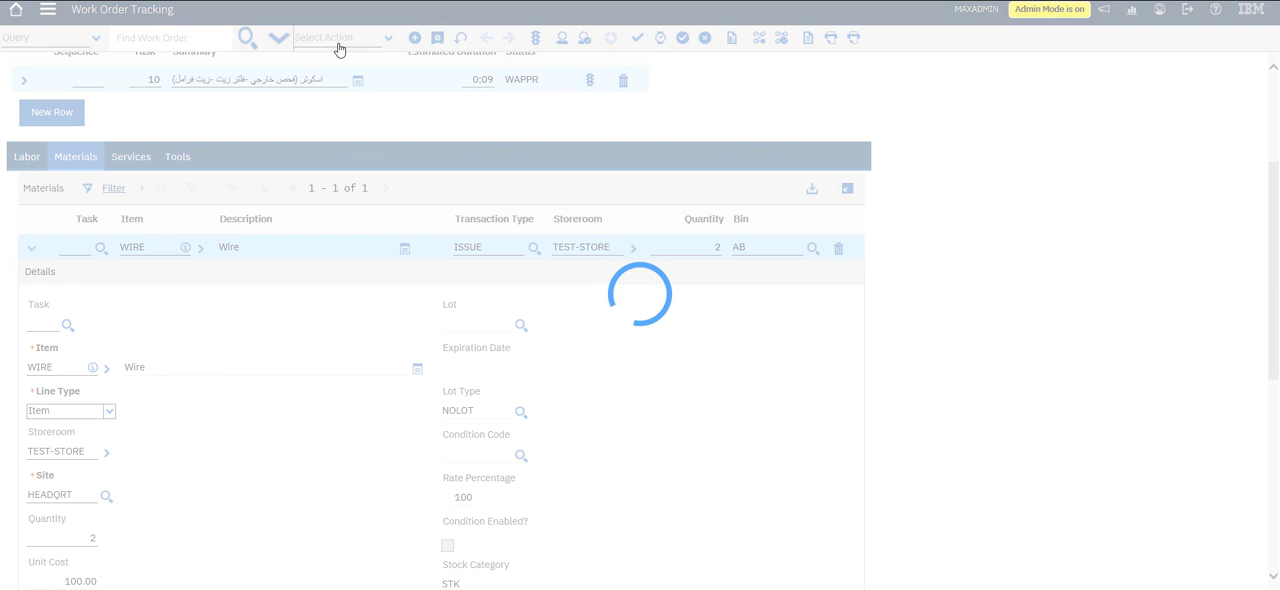 Work Order Tracking MAXADMIN Admin Mode is on IBM
Query Find Work Order Select Action
Sequence Task Summary Estimated Duration Status
10 اسكوتر (فحص خارجي -فلتر زيت -زيت فرامل) 0:09 WAPPR
New Row
Labor Materials Services Tools
Materials Filter 1 - 1 of 1
Task Item Description Transaction Type Storeroom Quantity Bin
WIRE Wire ISSUE TEST-STORE 2 AB
Details
Task Lot
*Item Expiration Date
WIRE Wire
*Line Type Lot Type
Item NOLOT
Storeroom Condition Code
TEST-STORE
*Site Rate Percentage
HEADQRT 100
Quantity Condition Enabled?
2
Unit Cost Stock Category
100.00 STK